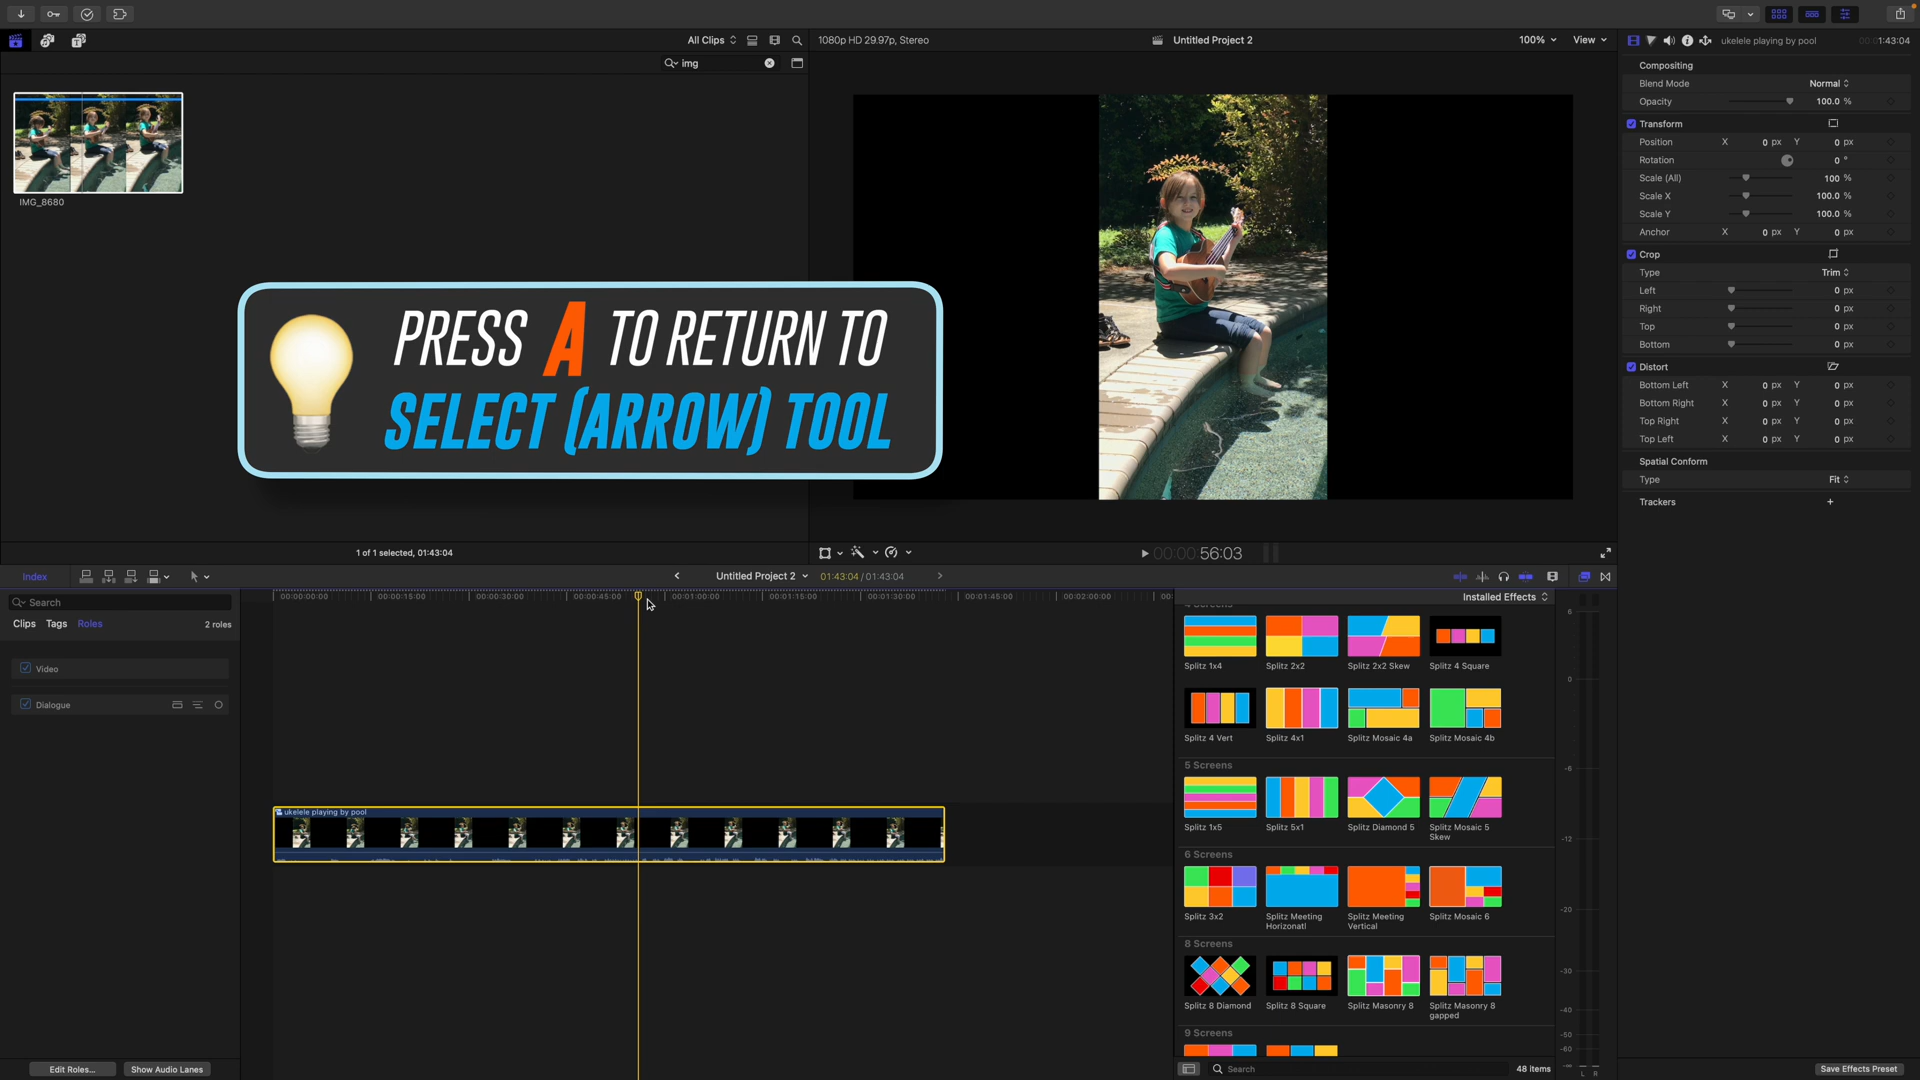 All Clips
1080p HD 29.97p, Stereo
Untitled Project 2
100%
View
ukelele playing by pool
00:01:43:04
img
IMG_8680
PRESS A TO RETURN TO
SELECT (ARROW) TOOL
Compositing
Blend Mode
Normal
Opacity
100.0 %
Transform
Position X 0 px Y 0 px
Rotation 0 °
Scale (All) 100 %
Scale X 100.0 %
Scale Y 100.0 %
Anchor X 0 px Y 0 px
Crop
Type Trim
Left 0 px
Right 0 px
Top 0 px
Bottom 0 px
Distort
Bottom Left X 0 px Y 0 px
Bottom Right X 0 px Y 0 px
Top Right X 0 px Y 0 px
Top Left X 0 px Y 0 px
Spatial Conform
Type Fit
Trackers +
1 of 1 selected, 01:43:04
00:00:56:03
Index
Untitled Project 2
01:43:04 / 01:43:04
Search
Clips Tags Roles 2 roles
Video
Dialogue
00:00:00:00 00:00:15:00 00:00:30:00 00:00:45:00 00:01:00:00 00:01:15:00 00:01:30:00 00:01:45:00 00:02:00:00 00:
ukelele playing by pool
Installed Effects
4 Screens
Splitz 1x4 Splitz 2x2 Splitz 2x2 Skew Splitz 4 Square
Splitz 4 Vert Splitz 4x1 Splitz Mosaic 4a Splitz Mosaic 4b
5 Screens
Splitz 1x5 Splitz 5x1 Splitz Diamond 5 Splitz Mosaic 5 Skew
6 Screens
Splitz 3x2 Splitz Meeting Horizonatl Splitz Meeting Vertical Splitz Mosaic 6
8 Screens
Splitz 8 Diamond Splitz 8 Square Splitz Masonry 8 Splitz Masonry 8 gapped
9 Screens
6
0
-6
-12
-20
-30
-40
-50
-60
-∞
L R
Edit Roles...
Show Audio Lanes
Search
48 items
Save Effects Preset